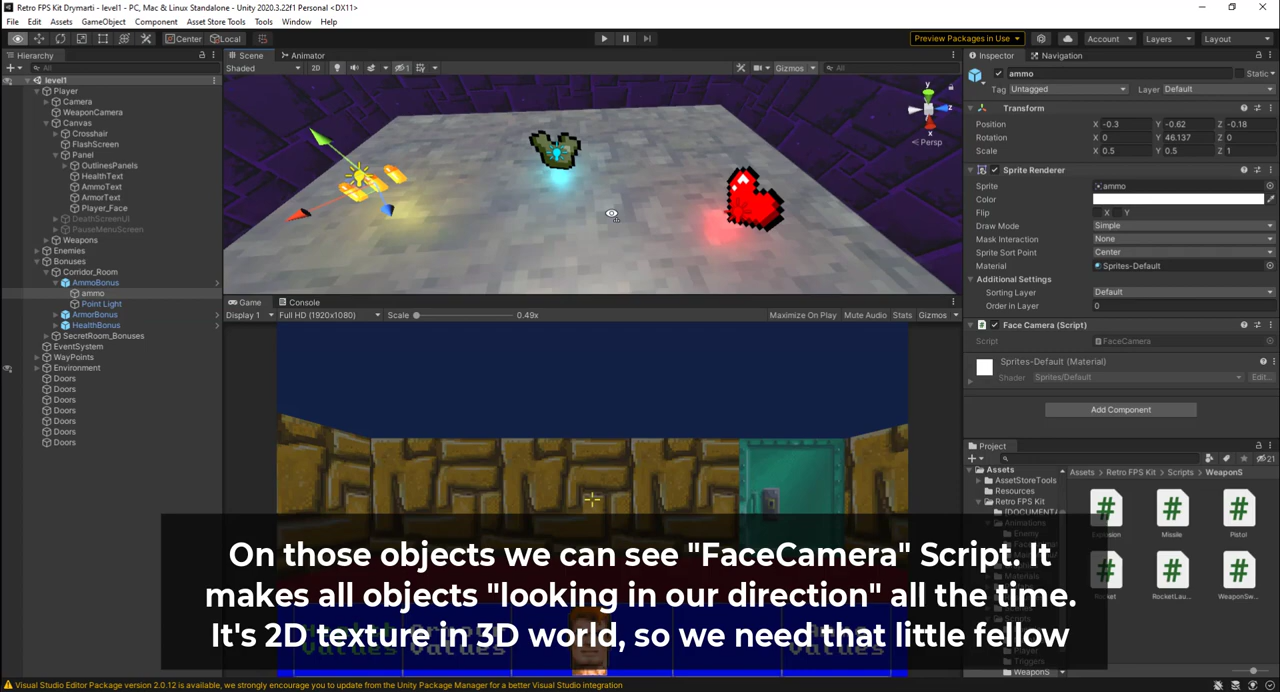 Retro FPS Kit Drymarti - level1 - PC, Mac & Linux Standalone - Unity 2020.3.22f1 Personal <DX11>
File Edit Assets GameObject Component Asset Store Tools Tools Window Help
Center Local Preview Packages in Use Account Layers Layout
Hierarchy
All
level1
Player
Camera
WeaponCamera
Canvas
Crosshair
FlashScreen
Panel
OutlinesPanels
HealthText
AmmoText
ArmorText
Player_Face
DeathScreenUI
PauseMenuScreen
Weapons
Enemies
Bonuses
Corridor_Room
AmmoBonus
ammo
Point Light
ArmorBonus
HealthBonus
SecretRoom_Bonuses
EventSystem
WayPoints
Environment
Doors
Doors
Doors
Doors
Doors
Doors
Doors
Scene Animator
Shaded 2D Gizmos All
y
z
x
Persp
Game Console
Display 1 Full HD (1920x1080) Scale 0.49x Maximize On Play Mute Audio Stats Gizmos
Values Values Values
Inspector Navigation
ammo Static
Tag Untagged Layer Default
Transform
Position X -0.3 Y -0.62 Z -0.18
Rotation X 0 Y 46.137 Z 0
Scale X 0.5 Y 0.5 Z 1
Sprite Renderer
Sprite ammo
Color
Flip X Y
Draw Mode Simple
Mask Interaction None
Sprite Sort Point Center
Material Sprites-Default
Additional Settings
Sorting Layer Default
Order in Layer 0
Face Camera (Script)
Script FaceCamera
Sprites-Default (Material)
Shader Sprites/Default Edit...
Add Component
Project
21
Assets
AssetStoreTools
Resources
Retro FPS Kit
[DOCUMENTA
Animations
Enemy
Player
Triggers
WeaponS
Assets > Retro FPS Kit > Scripts > WeaponS
Explosion Missile Pistol
Rocket RocketLau... WeaponSw...
On those objects we can see "FaceCamera" Script. It
makes all objects "looking in our direction" all the time.
It's 2D texture in 3D world, so we need that little fellow
Visual Studio Editor Package version 2.0.12 is available, we strongly encourage you to update from the Unity Package Manager for a better Visual Studio integration